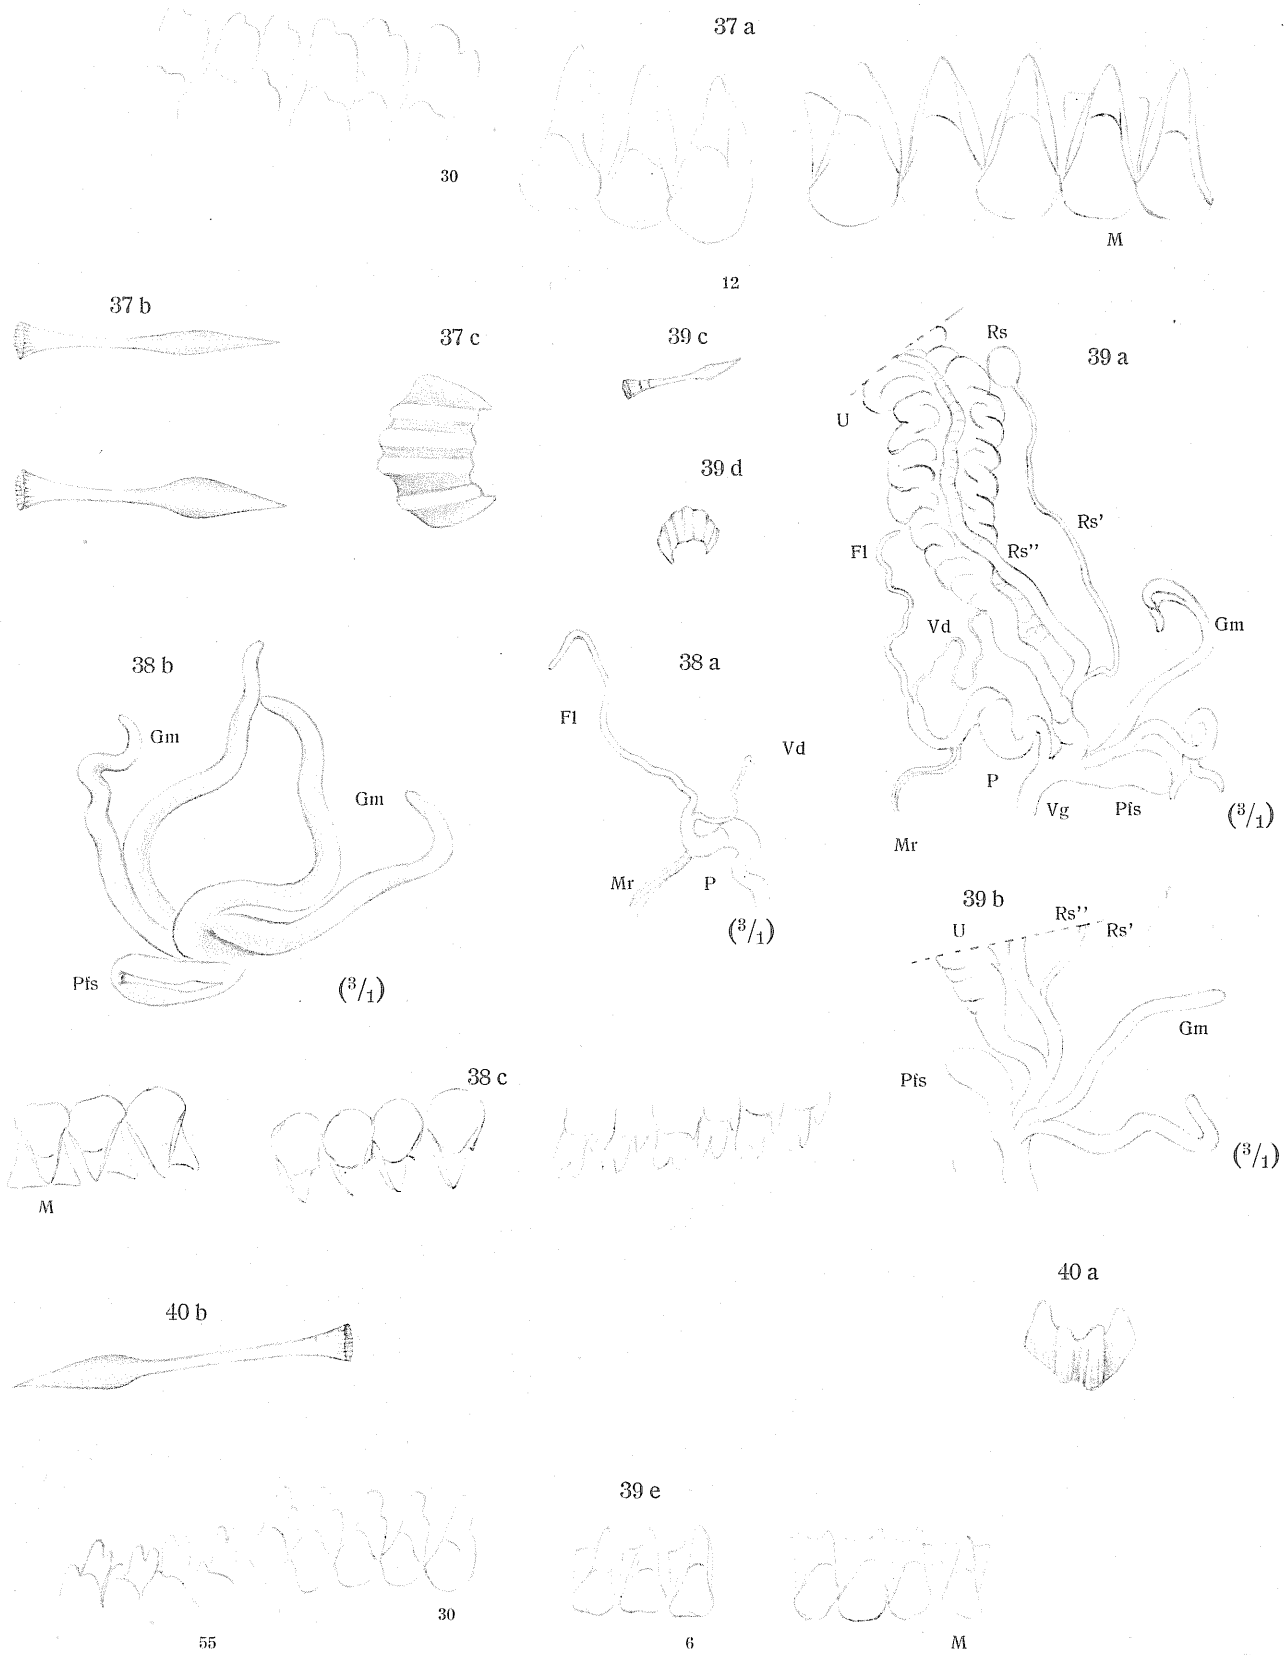 37 a
30
M
12
37 b
37 c
39 c
Rs
39 a
U
39 d
Rs'
Fl
Rs''
Vd
Gm
38 b
38 a
Gm
Fl
Vd
Gm
P
Vg
Pfs
(3/1)
Mr
Mr
P
(3/1)
39 b
Rs''
U
Rs'
Pfs
(3/1)
Gm
38 c
Pfs
(3/1)
M
40 a
40 b
39 e
30
55
6
M